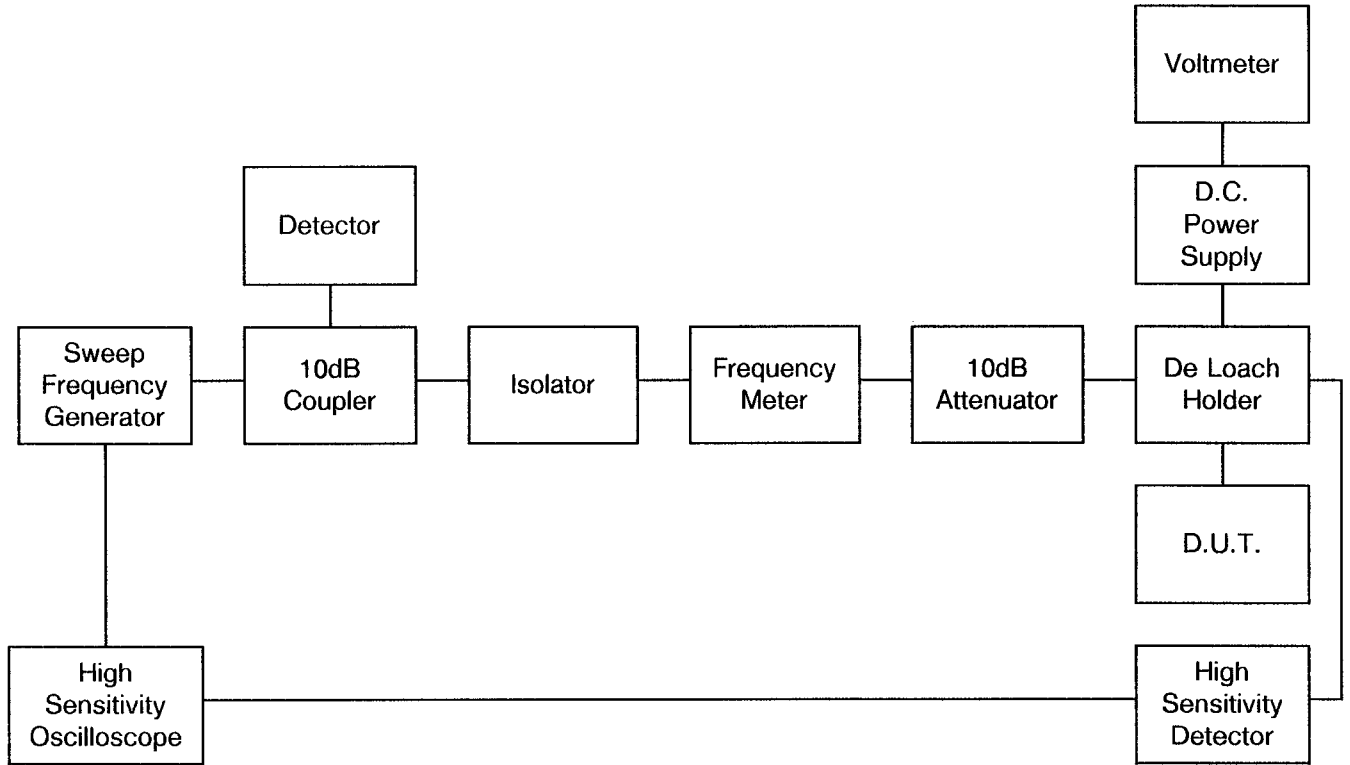 Voltmeter
D.C.
Power
Supply
Detector
Sweep
Frequency
Generator
10dB
Coupler
Isolator
Frequency
Meter
10dB
Attenuator
De Loach
Holder
D.U.T.
High
Sensitivity
Oscilloscope
High
Sensitivity
Detector